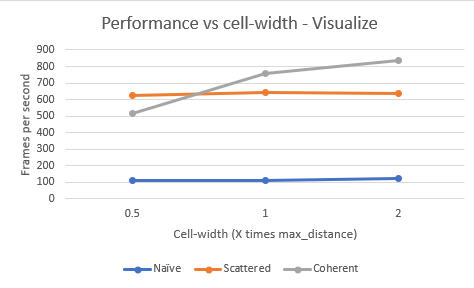 Performance vs cell-width - Visualize
Frames per second
900
800
700
600
500
400
300
200
100
0
0.5 1 2
Cell-width (X times max_distance)
Naïve Scattered Coherent